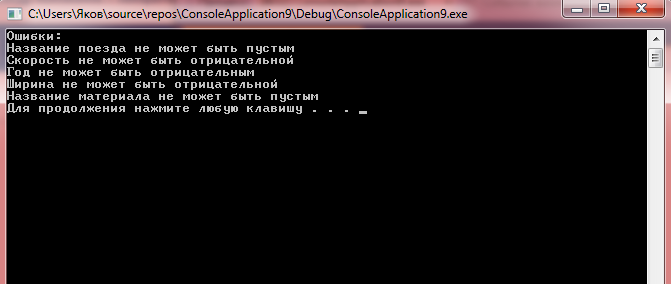 C:\Users\Яков\source\repos\ConsoleApplication9\Debug\ConsoleApplication9.exe
Ошибки:
Название поезда не может быть пустым
Скорость не может быть отрицательной
Год не может быть отрицательным
Ширина не может быть отрицательной
Название материала не может быть пустым
Для продолжения нажмите любую клавишу . . .